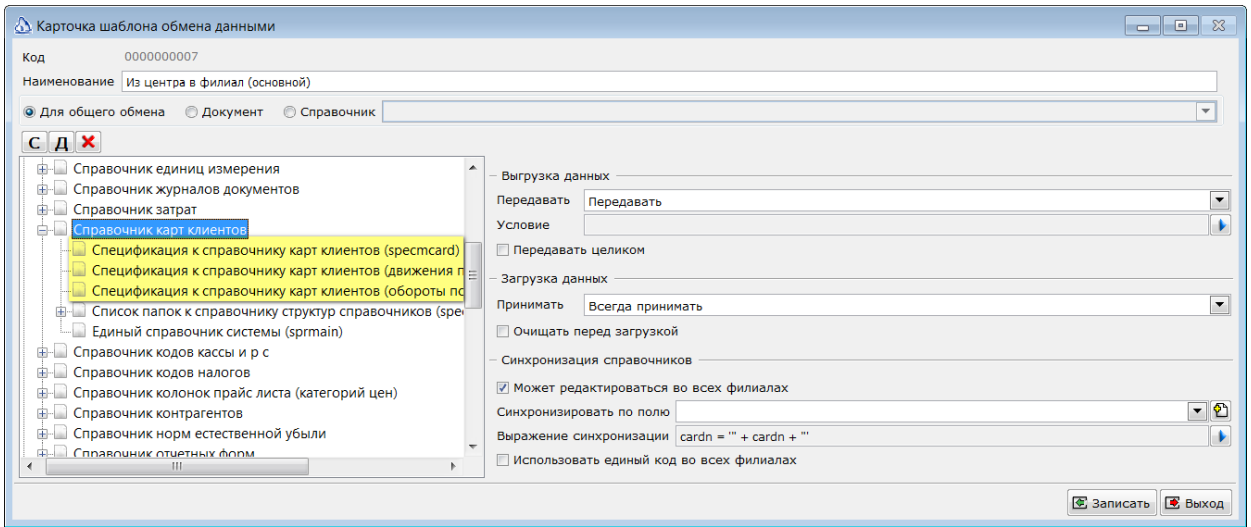 Карточка шаблона обмена данными
Код 0000000007
Наименование Из центра в филиал (основной)
Для общего обмена Документ Справочник
С Д
Справочник единиц измерения
Справочник журналов документов
Справочник затрат
Справочник карт клиентов
Спецификация к справочнику карт клиентов (specmcard)
Спецификация к справочнику карт клиентов (движения п
Спецификация к справочнику карт клиентов (обороты по
Список папок к справочнику структур справочников (spe
Единый справочник системы (sprmain)
Справочник кодов кассы и р с
Справочник кодов налогов
Справочник колонок прайс листа (категорий цен)
Справочник контрагентов
Справочник норм естественной убыли
Справочник отчетных форм
Выгрузка данных
Передавать Передавать
Условие
Передавать целиком
Загрузка данных
Принимать Всегда принимать
Очищать перед загрузкой
Синхронизация справочников
Может редактироваться во всех филиалах
Синхронизировать по полю
Выражение синхронизации cardn = '" + cardn + "'
Использовать единый код во всех филиалах
Записать Выход